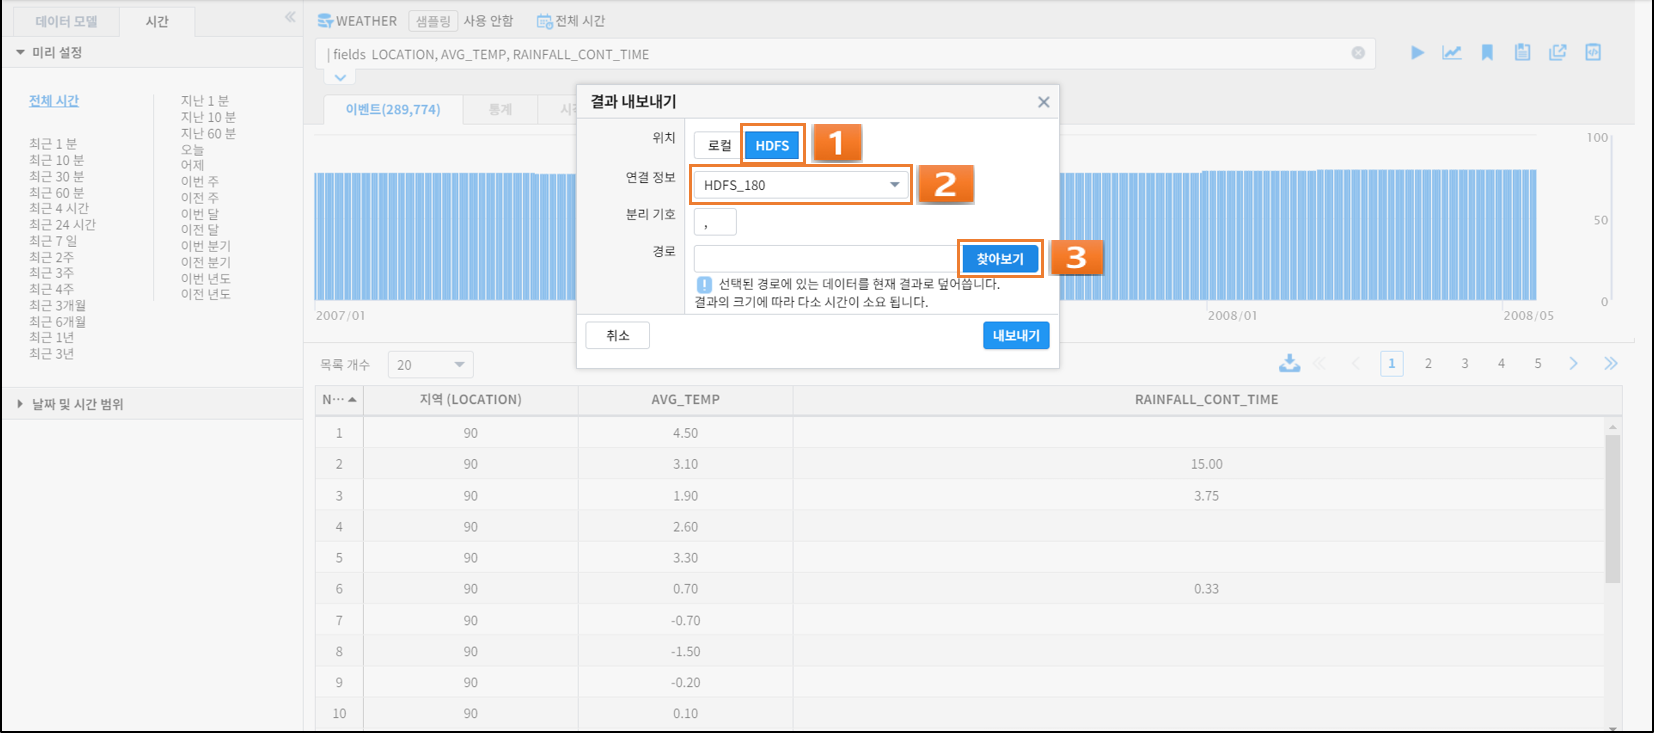 데이터 모델
시간
미리 설정
전체 시간
최근 1 분
최근 10 분
최근 30 분
최근 60 분
최근 4 시간
최근 24 시간
최근 7 일
최근 2주
최근 3주
최근 4주
최근 3개월
최근 6개월
최근 1년
최근 3년
지난 1 분
지난 10 분
지난 60 분
오늘
어제
이번 주
이전 주
이번 달
이전 달
이번 분기
이전 분기
이번 년도
이전 년도
날짜 및 시간 범위
WEATHER 샘플링 사용 안함 전체 시간
| fields LOCATION, AVG_TEMP, RAINFALL_CONT_TIME
이벤트(289,774) 통계
결과 내보내기
위치 로컬 HDFS 1
연결 정보 HDFS_180 2
분리 기호 ,
경로 찾아보기 3
! 선택된 경로에 있는 데이터를 현재 결과로 덮어씁니다.
결과의 크기에 따라 다소 시간이 소요 됩니다.
취소 내보내기
100
50
0
2007/01 2008/01 2008/05
목록 개수 20 1 2 3 4 5
N··· 지역 (LOCATION) AVG_TEMP RAINFALL_CONT_TIME
1 90 4.50
2 90 3.10 15.00
3 90 1.90 3.75
4 90 2.60
5 90 3.30
6 90 0.70 0.33
7 90 -0.70
8 90 -1.50
9 90 -0.20
10 90 0.10